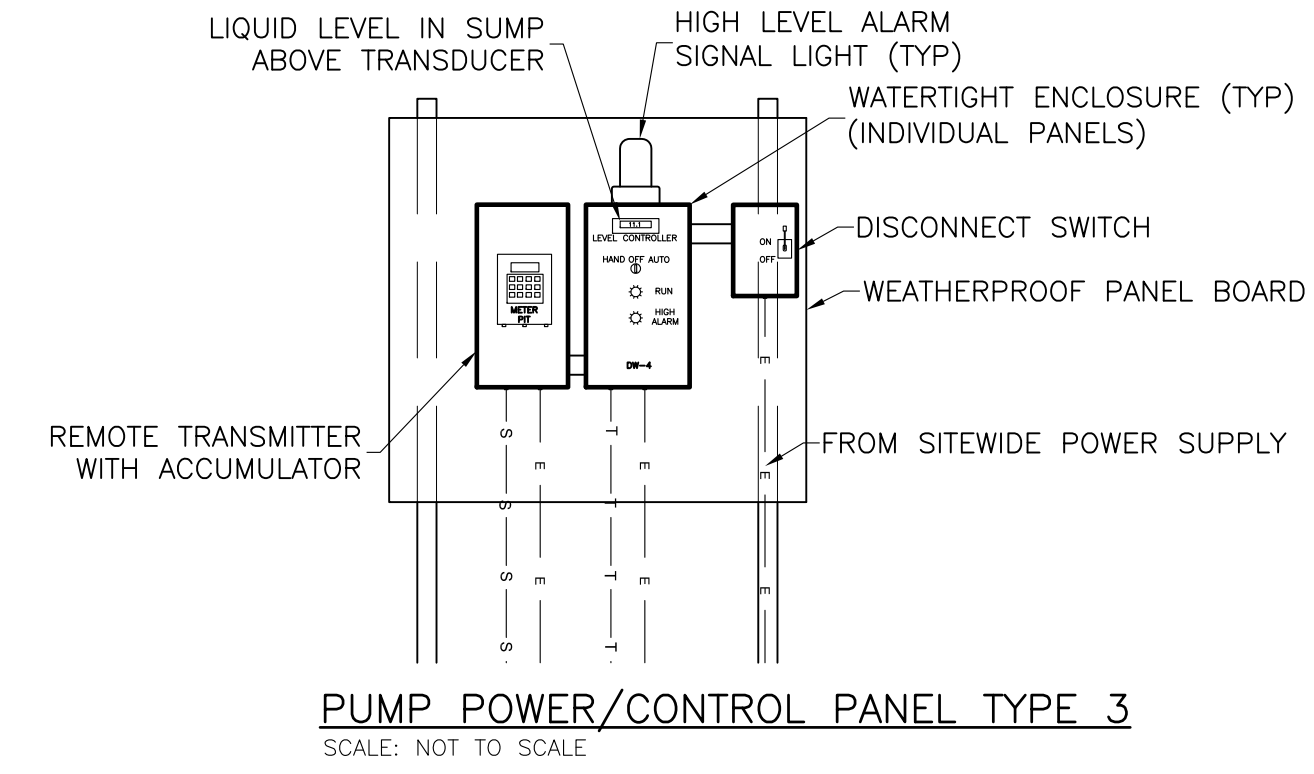 LIQUID LEVEL IN SUMP
ABOVE TRANSDUCER
HIGH LEVEL ALARM
SIGNAL LIGHT (TYP)
WATERTIGHT ENCLOSURE (TYP)
(INDIVIDUAL PANELS)
11.1
LEVEL CONTROLLER
HAND OFF AUTO
RUN
HIGH
ALARM
DW-4
METER
PIT
ON
OFF
DISCONNECT SWITCH
WEATHERPROOF PANEL BOARD
REMOTE TRANSMITTER
WITH ACCUMULATOR
FROM SITEWIDE POWER SUPPLY
S
S
S
S
E
E
E
T
T
T
T
E
E
E
E
E
PUMP POWER/CONTROL PANEL TYPE 3
SCALE: NOT TO SCALE